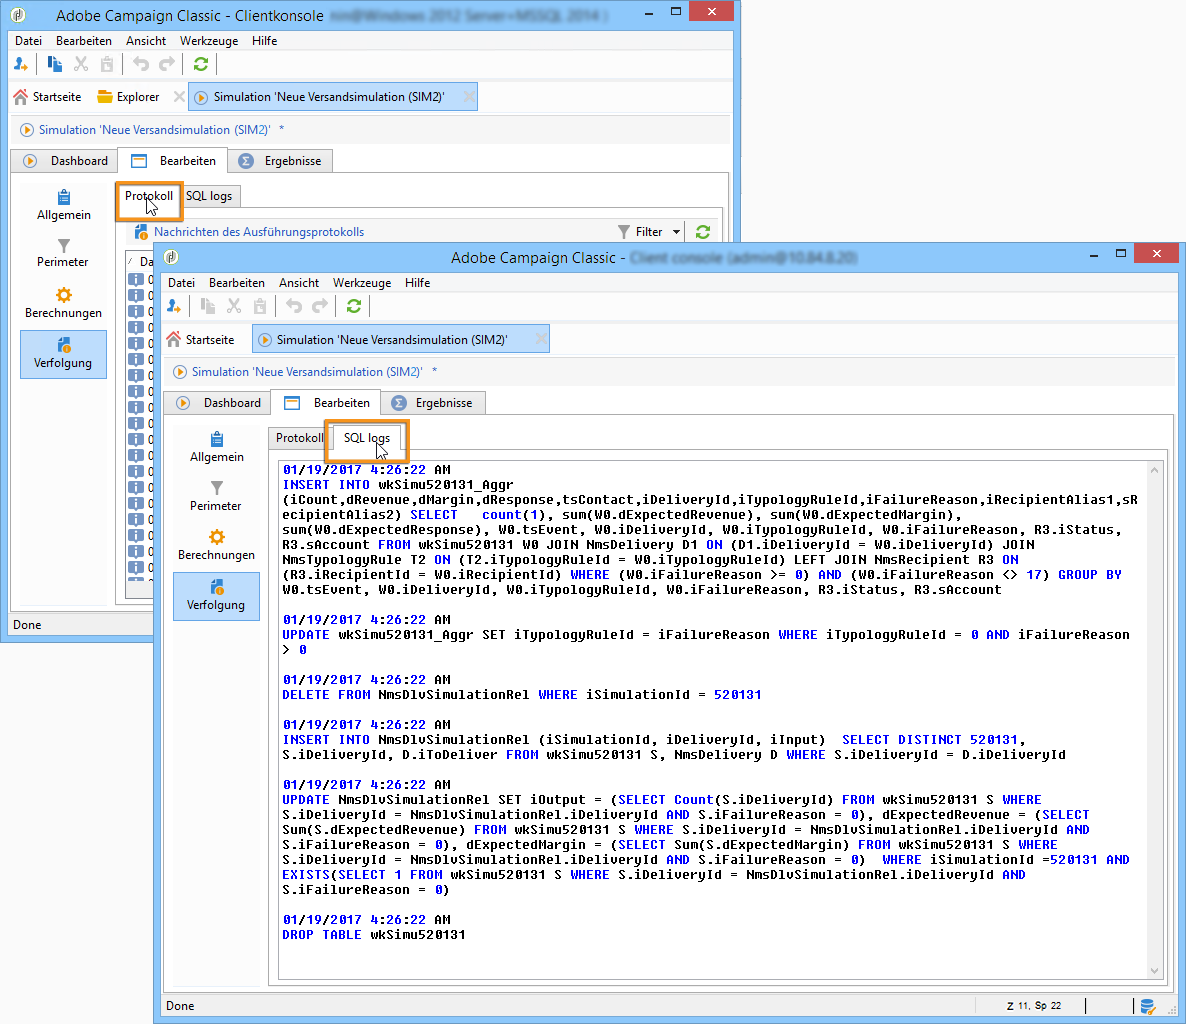 Adobe Campaign Classic - Clientkonsole
Datei Bearbeiten Ansicht Werkzeuge Hilfe
Startseite Explorer Simulation 'Neue Versandsimulation (SIM2)'
Simulation 'Neue Versandsimulation (SIM2)' *
Dashboard Bearbeiten Ergebnisse
Protokoll SQL logs
Allgemein
Nachrichten des Ausführungsprotokolls Filter
Perimeter
Berechnungen
Verfolgung
Done
Adobe Campaign Classic - Client console (admin@10.84.8.20)
Datei Bearbeiten Ansicht Werkzeuge Hilfe
Startseite Simulation 'Neue Versandsimulation (SIM2)'
Simulation 'Neue Versandsimulation (SIM2)' *
Dashboard Bearbeiten Ergebnisse
Protokoll SQL logs
Allgemein
Perimeter
Berechnungen
Verfolgung
01/19/2017 4:26:22 AM
INSERT INTO wkSimu520131_Aggr
(iCount,dRevenue,dMargin,dResponse,tsContact,iDeliveryId,iTypologyRuleId,iFailureReason,iRecipientAlias1,sR
ecipientAlias2) SELECT count(1), sum(W0.dExpectedRevenue), sum(W0.dExpectedMargin),
sum(W0.dExpectedResponse), W0.tsEvent, W0.iDeliveryId, W0.iTypologyRuleId, W0.iFailureReason, R3.iStatus,
R3.sAccount FROM wkSimu520131 W0 JOIN NmsDelivery D1 ON (D1.iDeliveryId = W0.iDeliveryId) JOIN
NmsTypologyRule T2 ON (T2.iTypologyRuleId = W0.iTypologyRuleId) LEFT JOIN NmsRecipient R3 ON
(R3.iRecipientId = W0.iRecipientId) WHERE (W0.iFailureReason >= 0) AND (W0.iFailureReason <> 17) GROUP BY
W0.tsEvent, W0.iDeliveryId, W0.iTypologyRuleId, W0.iFailureReason, R3.iStatus, R3.sAccount
01/19/2017 4:26:22 AM
UPDATE wkSimu520131_Aggr SET iTypologyRuleId = iFailureReason WHERE iTypologyRuleId = 0 AND iFailureReason
> 0
01/19/2017 4:26:22 AM
DELETE FROM NmsDlvSimulationRel WHERE iSimulationId = 520131
01/19/2017 4:26:22 AM
INSERT INTO NmsDlvSimulationRel (iSimulationId, iDeliveryId, iInput) SELECT DISTINCT 520131,
S.iDeliveryId, D.iToDeliver FROM wkSimu520131 S, NmsDelivery D WHERE S.iDeliveryId = D.iDeliveryId
01/19/2017 4:26:22 AM
UPDATE NmsDlvSimulationRel SET iOutput = (SELECT Count(S.iDeliveryId) FROM wkSimu520131 S WHERE
S.iDeliveryId = NmsDlvSimulationRel.iDeliveryId AND S.iFailureReason = 0), dExpectedRevenue = (SELECT
Sum(S.dExpectedRevenue) FROM wkSimu520131 S WHERE S.iDeliveryId = NmsDlvSimulationRel.iDeliveryId AND
S.iFailureReason = 0), dExpectedMargin = (SELECT Sum(S.dExpectedMargin) FROM wkSimu520131 S WHERE
S.iDeliveryId = NmsDlvSimulationRel.iDeliveryId AND S.iFailureReason = 0) WHERE iSimulationId =520131 AND
EXISTS(SELECT 1 FROM wkSimu520131 S WHERE S.iDeliveryId = NmsDlvSimulationRel.iDeliveryId AND
S.iFailureReason = 0)
01/19/2017 4:26:22 AM
DROP TABLE wkSimu520131
Done Z 11, Sp 22